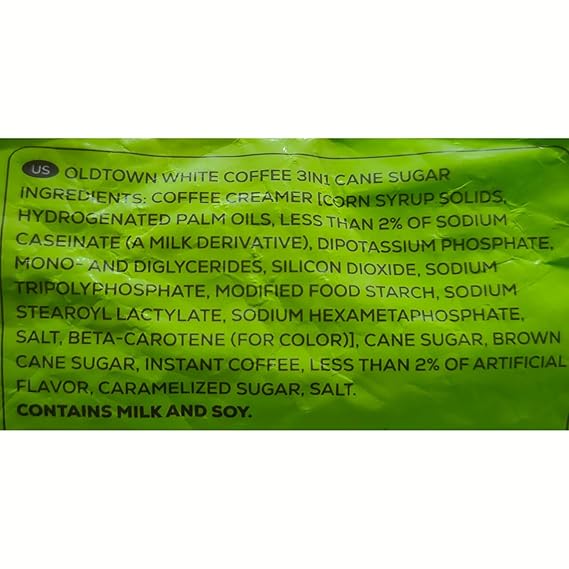 US OLDTOWN WHITE COFFEE 3IN1 CANE SUGAR
INGREDIENTS: COFFEE CREAMER [CORN SYRUP SOLIDS,
HYDROGENATED PALM OILS, LESS THAN 2% OF SODIUM
CASEINATE (A MILK DERIVATIVE), DIPOTASSIUM PHOSPHATE,
MONO- AND DIGLYCERIDES, SILICON DIOXIDE, SODIUM
TRIPOLYPHOSPHATE, MODIFIED FOOD STARCH, SODIUM
STEAROYL LACTYLATE, SODIUM HEXAMETAPHOSPHATE,
SALT, BETA-CAROTENE (FOR COLOR)], CANE SUGAR, BROWN
CANE SUGAR, INSTANT COFFEE, LESS THAN 2% OF ARTIFICIAL
FLAVOR, CARAMELIZED SUGAR, SALT.
CONTAINS MILK AND SOY.